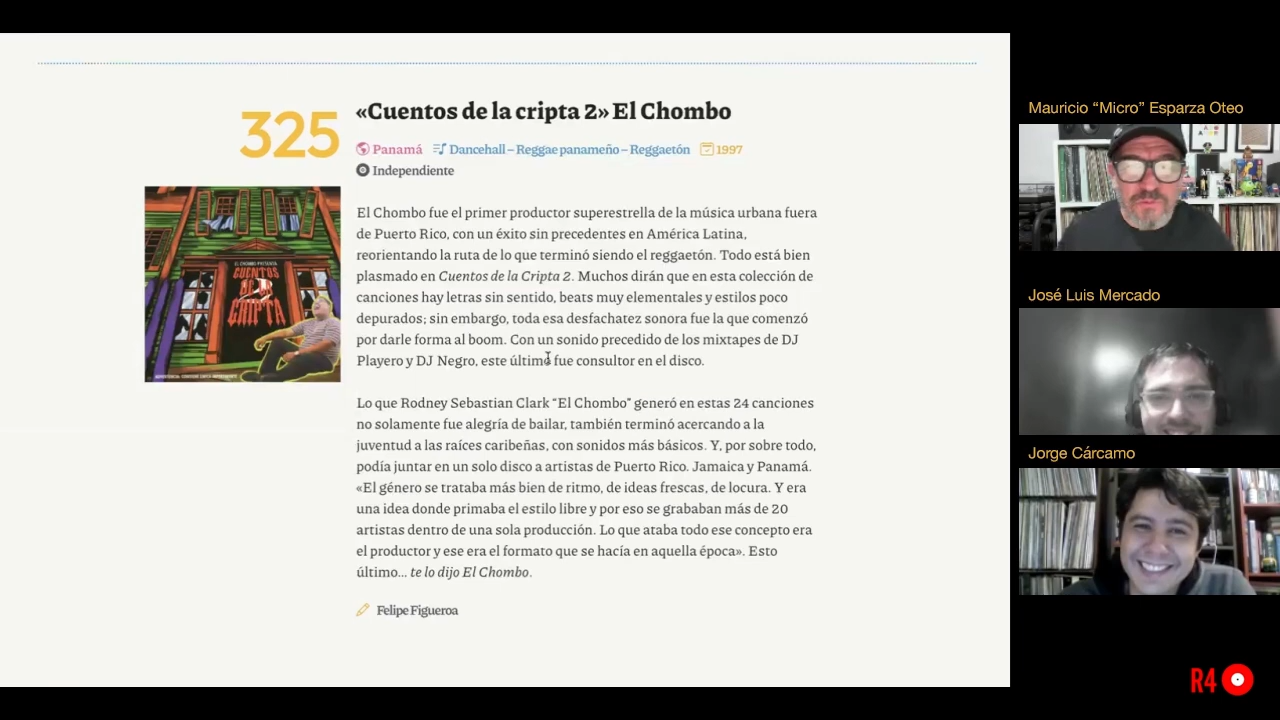 325
«Cuentos de la cripta 2» El Chombo
Panamá Dancehall – Reggae panameño – Reggaetón 1997
Independiente
EL CHOMBO PRESENTA
CUENTOS
DE LA
CRIPTA
2
El Chombo fue el primer productor superestrella de la música urbana fuera
de Puerto Rico, con un éxito sin precedentes en América Latina,
reorientando la ruta de lo que terminó siendo el reggaetón. Todo está bien
plasmado en Cuentos de la Cripta 2. Muchos dirán que en esta colección de
canciones hay letras sin sentido, beats muy elementales y estilos poco
depurados; sin embargo, toda esa desfachatez sonora fue la que comenzó
por darle forma al boom. Con un sonido precedido de los mixtapes de DJ
Playero y DJ Negro, este último fue consultor en el disco.
Lo que Rodney Sebastian Clark “El Chombo” generó en estas 24 canciones
no solamente fue alegría de bailar, también terminó acercando a la
juventud a las raíces caribeñas, con sonidos más básicos. Y, por sobre todo,
podía juntar en un solo disco a artistas de Puerto Rico. Jamaica y Panamá.
«El género se trataba más bien de ritmo, de ideas frescas, de locura. Y era
una idea donde primaba el estilo libre y por eso se grababan más de 20
artistas dentro de una sola producción. Lo que ataba todo ese concepto era
el productor y ese era el formato que se hacía en aquella época». Esto
último... te lo dijo El Chombo.
Felipe Figueroa
Mauricio “Micro” Esparza Oteo
José Luis Mercado
Jorge Cárcamo
R4